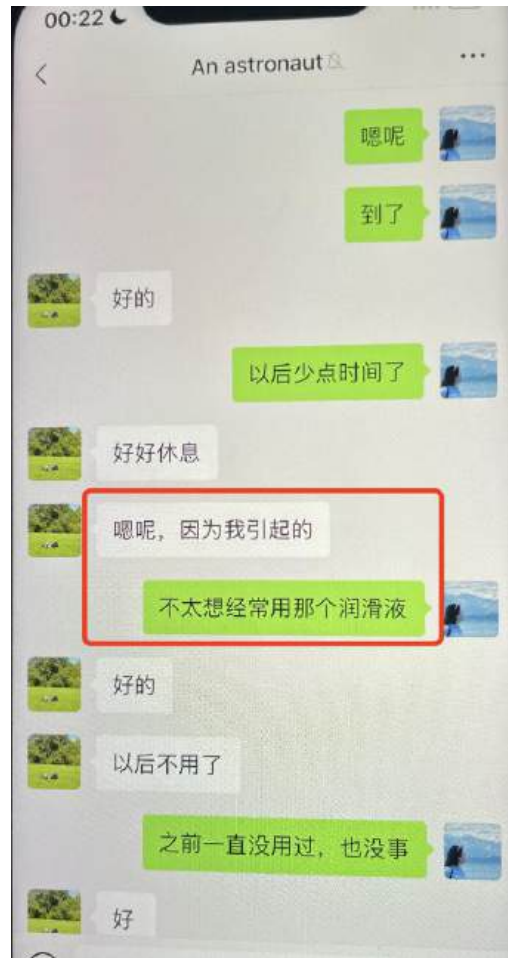 00:22
An astronaut
嗯呢
到了
好的
以后少点时间了
好好休息
嗯呢，因为我引起的
不太想经常用那个润滑液
好的
以后不用了
之前一直没用过，也没事
好